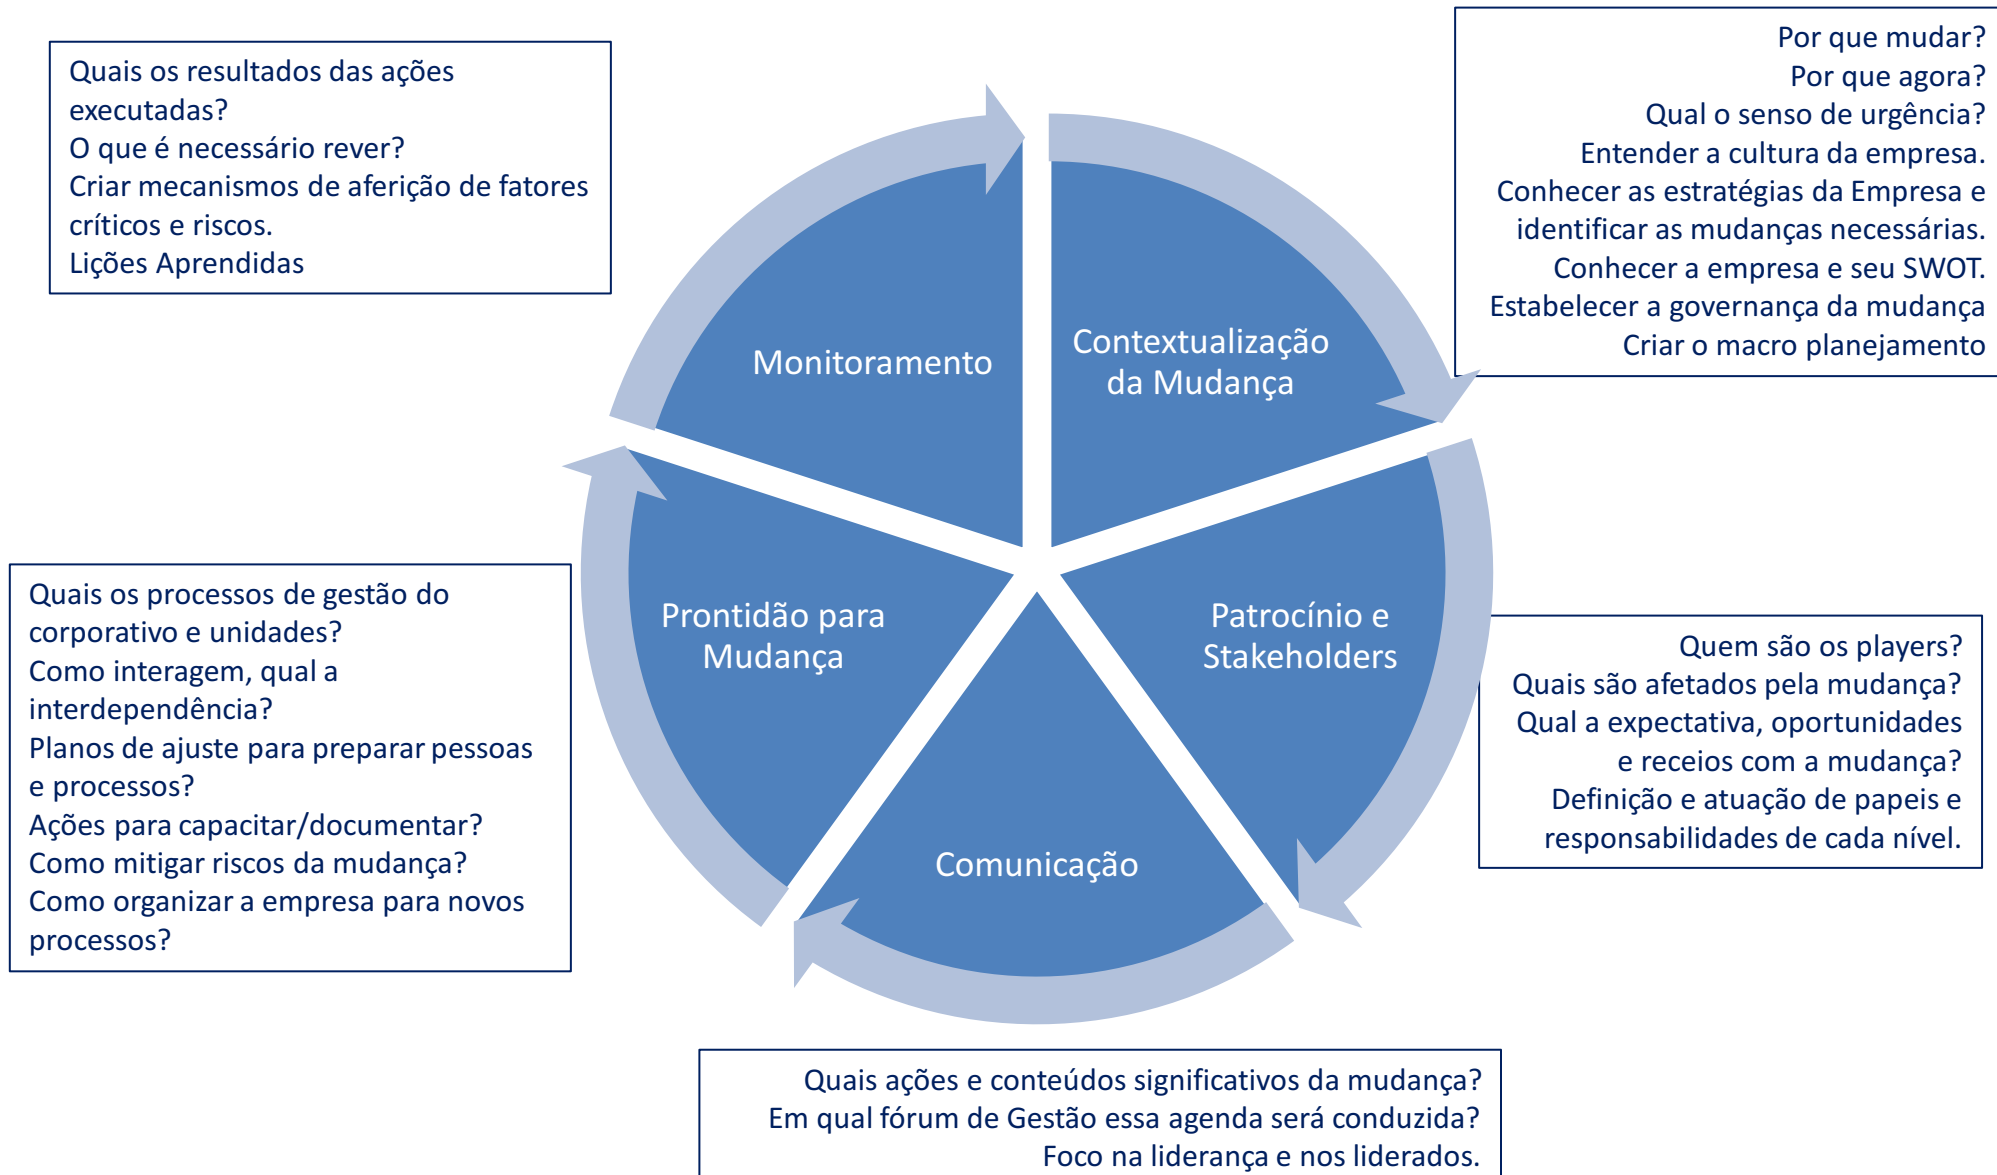 Quais os resultados das ações
executadas?
O que é necessário rever?
Criar mecanismos de aferição de fatores
críticos e riscos.
Lições Aprendidas
Por que mudar?
Por que agora?
Qual o senso de urgência?
Entender a cultura da empresa.
Conhecer as estratégias da Empresa e
identificar as mudanças necessárias.
Conhecer a empresa e seu SWOT.
Estabelecer a governança da mudança
Criar o macro planejamento
Monitoramento
Contextualização
da Mudança
Prontidão para
Mudança
Patrocínio e
Stakeholders
Comunicação
Quais os processos de gestão do
corporativo e unidades?
Como interagem, qual a
interdependência?
Planos de ajuste para preparar pessoas
e processos?
Ações para capacitar/documentar?
Como mitigar riscos da mudança?
Como organizar a empresa para novos
processos?
Quem são os players?
Quais são afetados pela mudança?
Qual a expectativa, oportunidades
e receios com a mudança?
Definição e atuação de papeis e
responsabilidades de cada nível.
Quais ações e conteúdos significativos da mudança?
Em qual fórum de Gestão essa agenda será conduzida?
Foco na liderança e nos liderados.